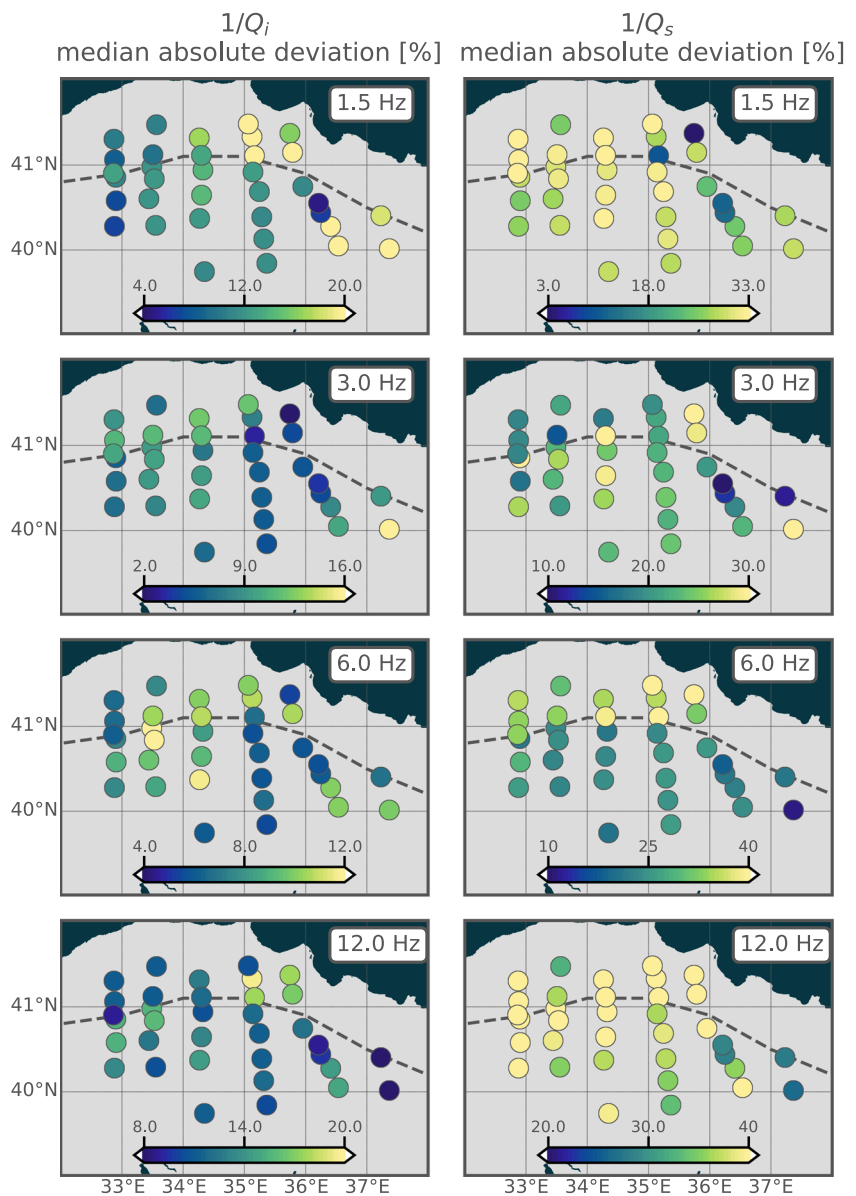 1/Qi
median absolute deviation [%]
1/Qs
median absolute deviation [%]
1.5 Hz
1.5 Hz
41°N
40°N
4.0 12.0 20.0
3.0 18.0 33.0
3.0 Hz
3.0 Hz
41°N
40°N
2.0 9.0 16.0
10.0 20.0 30.0
6.0 Hz
6.0 Hz
41°N
40°N
4.0 8.0 12.0
10 25 40
12.0 Hz
12.0 Hz
41°N
40°N
8.0 14.0 20.0
20.0 30.0 40
33°E 34°E 35°E 36°E 37°E
33°E 34°E 35°E 36°E 37°E